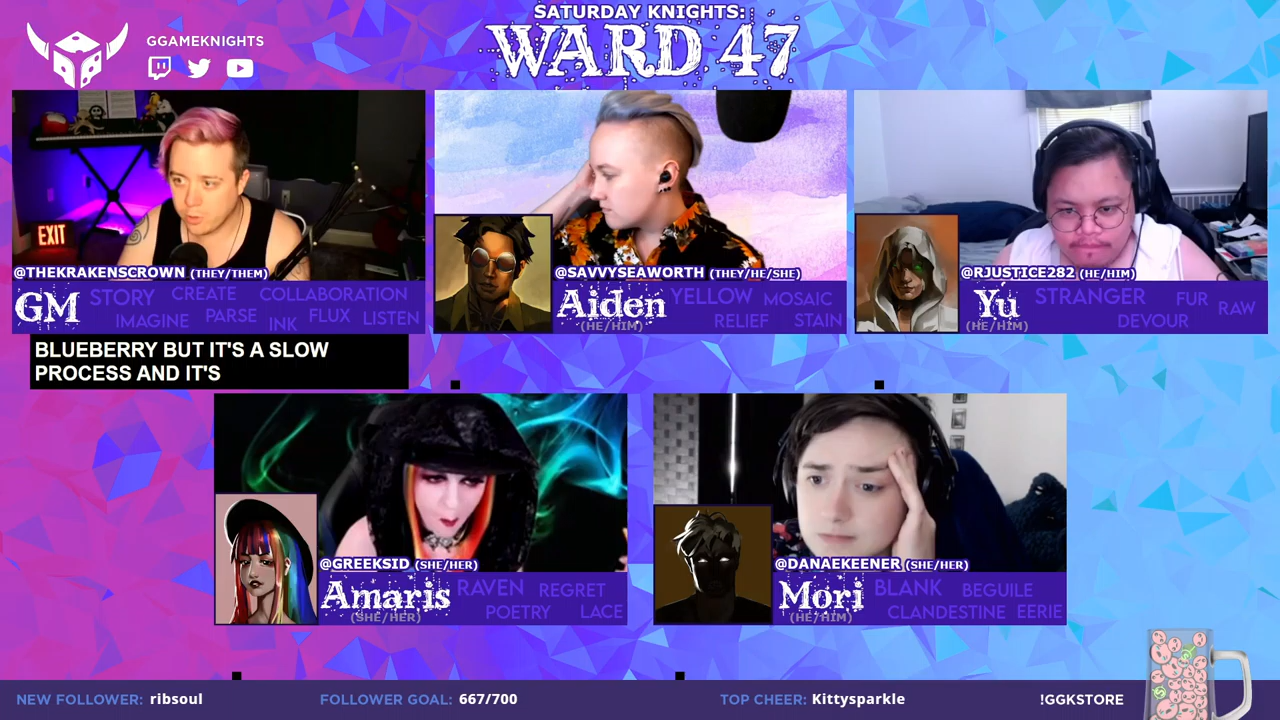 SATURDAY KNIGHTS:
WARD 47
GGAMEKNIGHTS
EXIT
@THEKRAKENSCROWN (THEY/THEM)
GM
STORY CREATE COLLABORATION
IMAGINE PARSE INK FLUX LISTEN
@SAVVYSEAWORTH (THEY/HE/SHE)
Aiden
(HE/HIM)
YELLOW MOSAIC
RELIEF STAIN
@RJUSTICE282 (HE/HIM)
Yu
(HE/HIM)
STRANGER FUR RAW
DEVOUR
BLUEBERRY BUT IT'S A SLOW
PROCESS AND IT'S
@GREEKSID (SHE/HER)
Amaris
(SHE/HER)
RAVEN REGRET
POETRY LACE
@DANAEKEENER (SHE/HER)
Mori
(HE/HIM)
BLANK BEGUILE
CLANDESTINE EERIE
NEW FOLLOWER: ribsoul
FOLLOWER GOAL: 667/700
TOP CHEER: Kittysparkle
!GGKSTORE